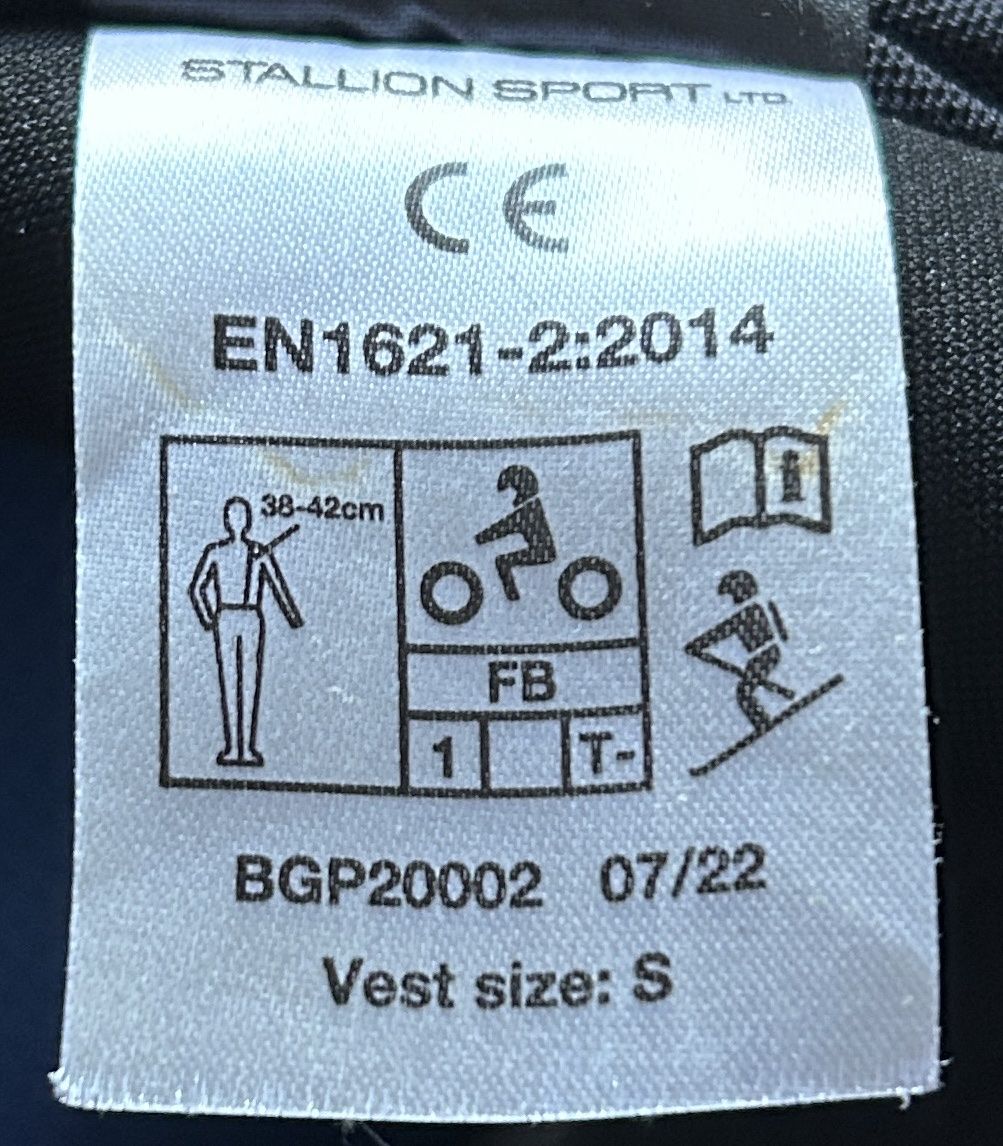 STALLION SPORT LTD.
CE
EN1621-2:2014
38-42cm
i
FB
1 T-
BGP20002 07/22
Vest size: S